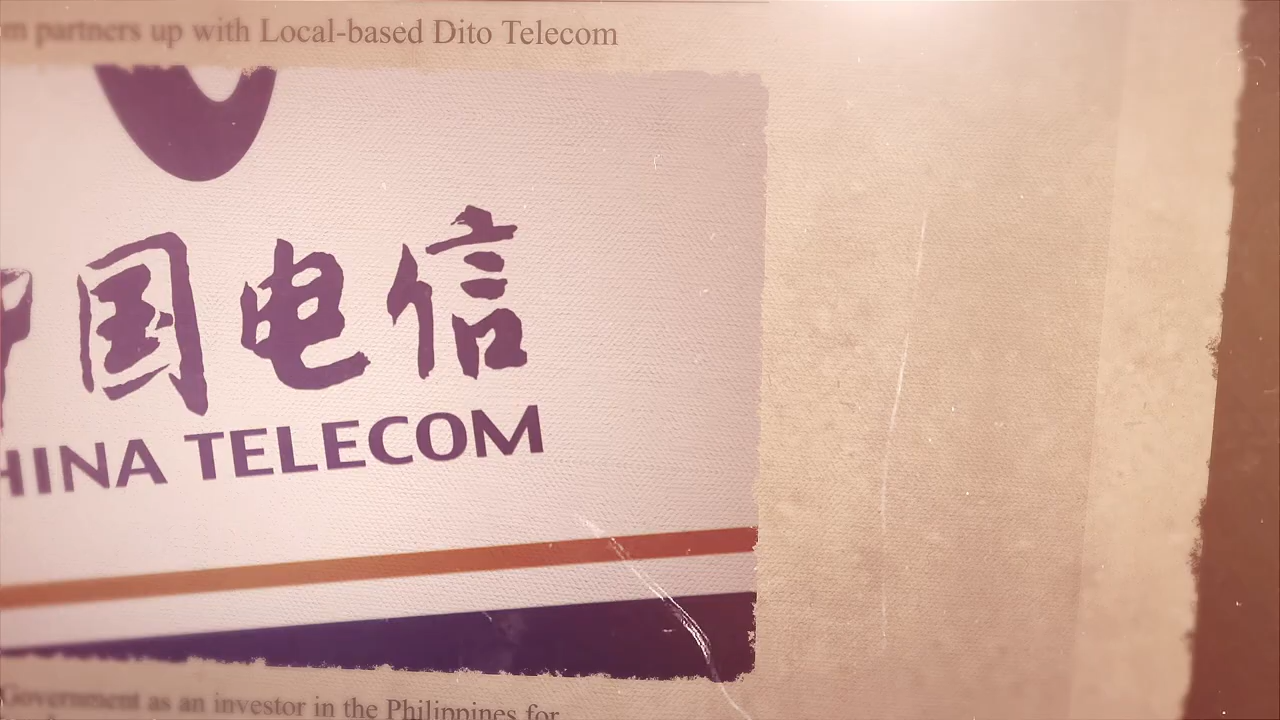 partners up with Local-based Dito Telecom
国电信
HINA TELECOM
Government as an investor in the Philippines for